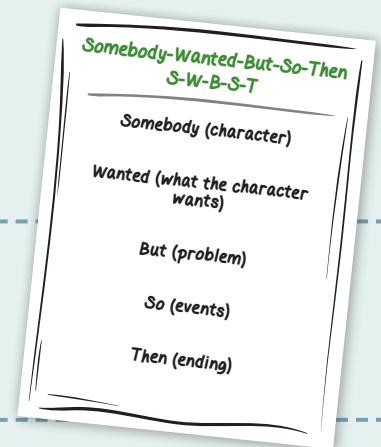 Somebody-Wanted-But-So-Then
S-W-B-S-T
Somebody (character)
Wanted (what the character
wants)
But (problem)
So (events)
Then (ending)